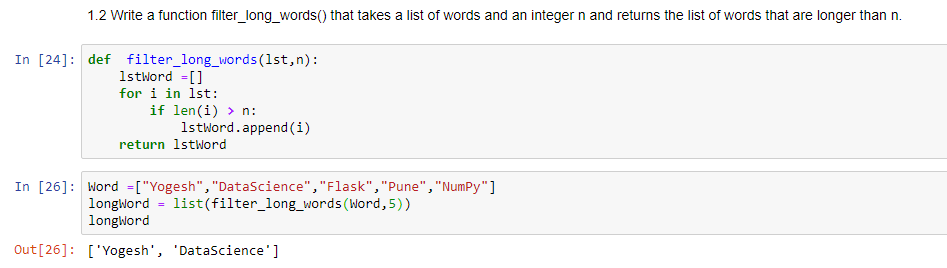 1.2 Write a function filter_long_words() that takes a list of words and an integer n and returns the list of words that are longer than n.
In [24]: def  filter_long_words(lst,n):
    lstWord =[]
    for i in lst:
        if len(i) > n:
            lstWord.append(i)
    return lstWord
In [26]: Word =["Yogesh","DataScience","Flask","Pune","NumPy"]
longWord = list(filter_long_words(Word,5))
longWord
Out[26]: ['Yogesh', 'DataScience']